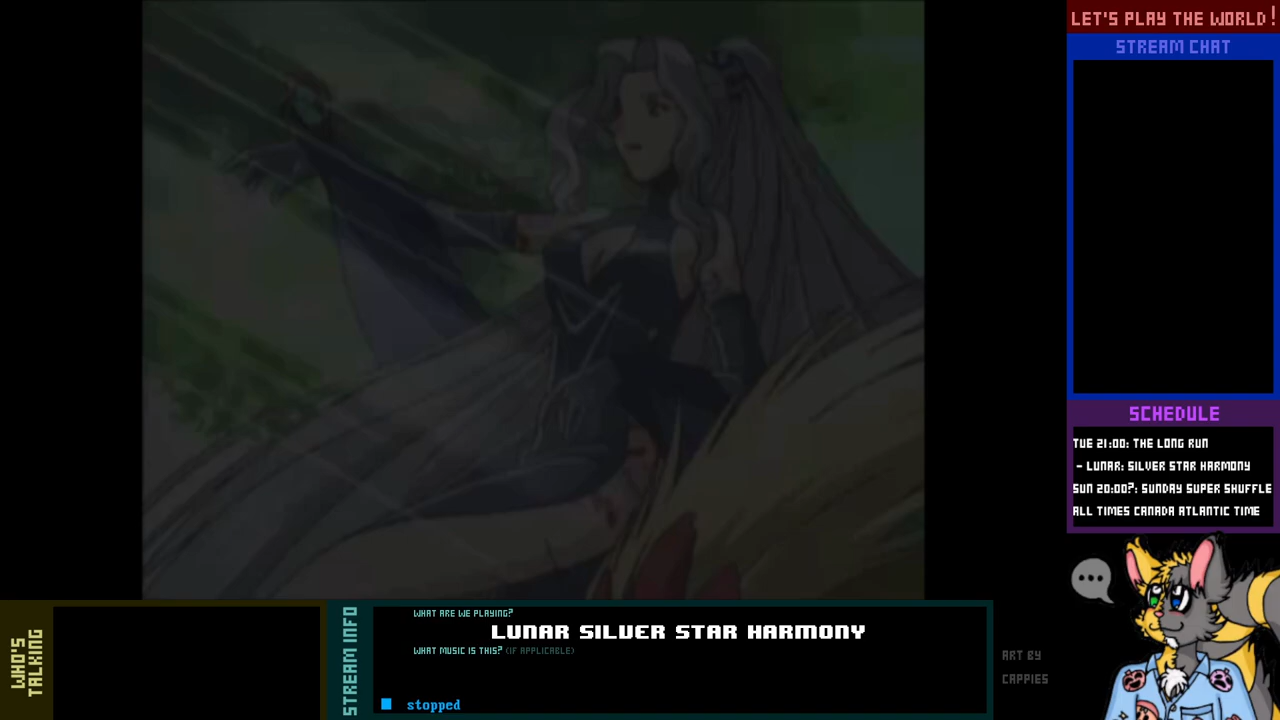 LET'S PLAY THE WORLD!
STREAM CHAT
SCHEDULE
TUE 21:00: THE LONG RUN
- LUNAR: SILVER STAR HARMONY
SUN 20:00?: SUNDAY SUPER SHUFFLE
ALL TIMES CANADA ATLANTIC TIME
WHO'S
TALKING
STREAM INFO
WHAT ARE WE PLAYING?
LUNAR SILVER STAR HARMONY
WHAT MUSIC IS THIS? (IF APPLICABLE)
stopped
ART BY
CAPPIES